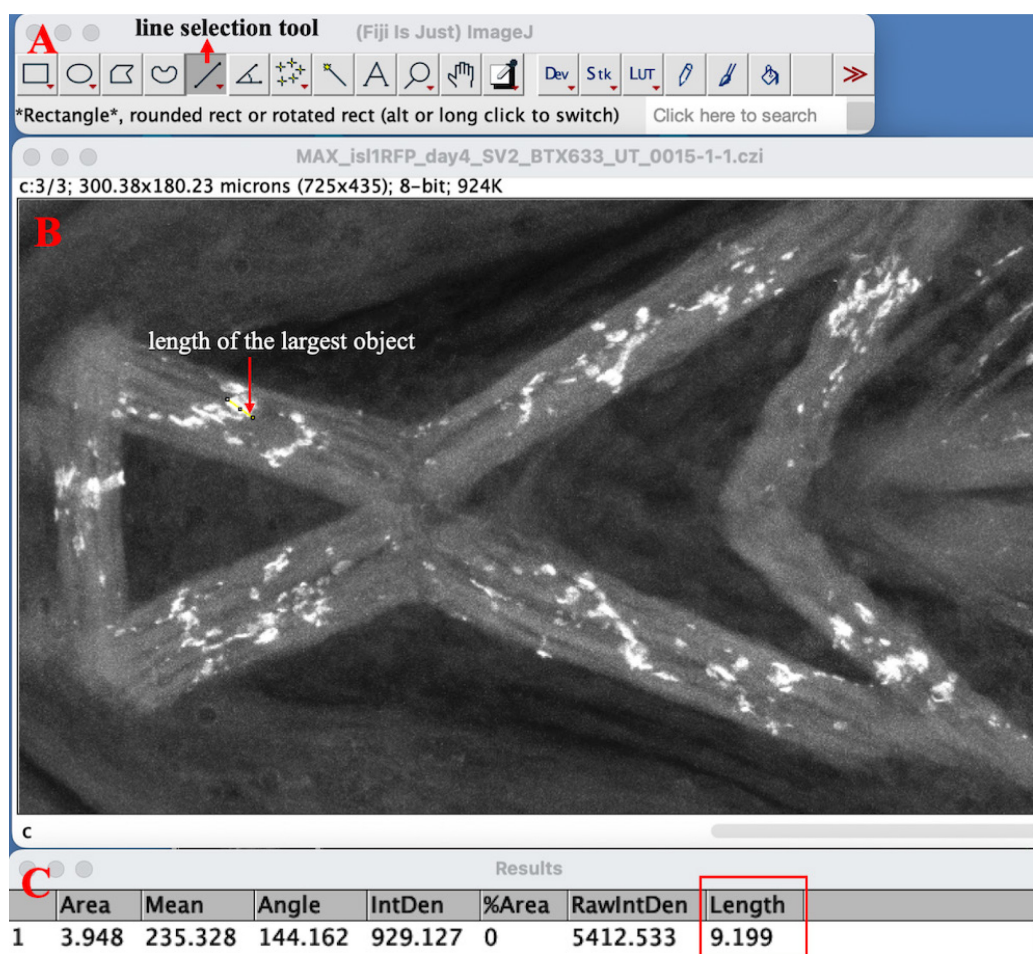 A
line selection tool
(Fiji Is Just) ImageJ
A
Dev Stk LUT
*Rectangle*, rounded rect or rotated rect (alt or long click to switch)
Click here to search
MAX_isl1RFP_day4_SV2_BTX633_UT_0015-1-1.czi
c:3/3; 300.38x180.23 microns (725x435); 8-bit; 924K
B
length of the largest object
c
C
Results
Area Mean Angle IntDen %Area RawIntDen Length
1 3.948 235.328 144.162 929.127 0 5412.533 9.199